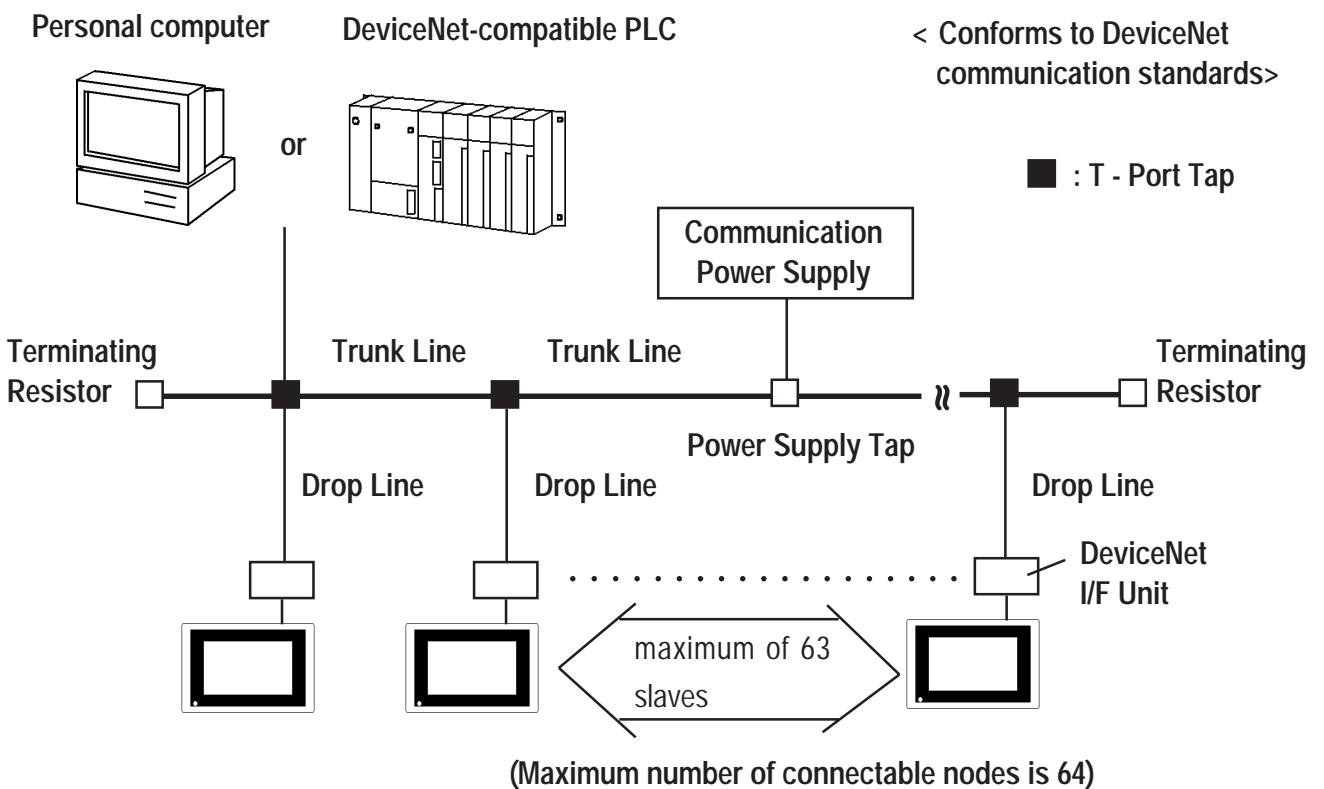 Personal computer
DeviceNet-compatible PLC
< Conforms to DeviceNet
communication standards>
or
■ : T - Port Tap
Communication
Power Supply
Terminating
Resistor
Trunk Line
Trunk Line
Terminating
Resistor
Power Supply Tap
Drop Line
Drop Line
Drop Line
DeviceNet
I/F Unit
maximum of 63
slaves
(Maximum number of connectable nodes is 64)